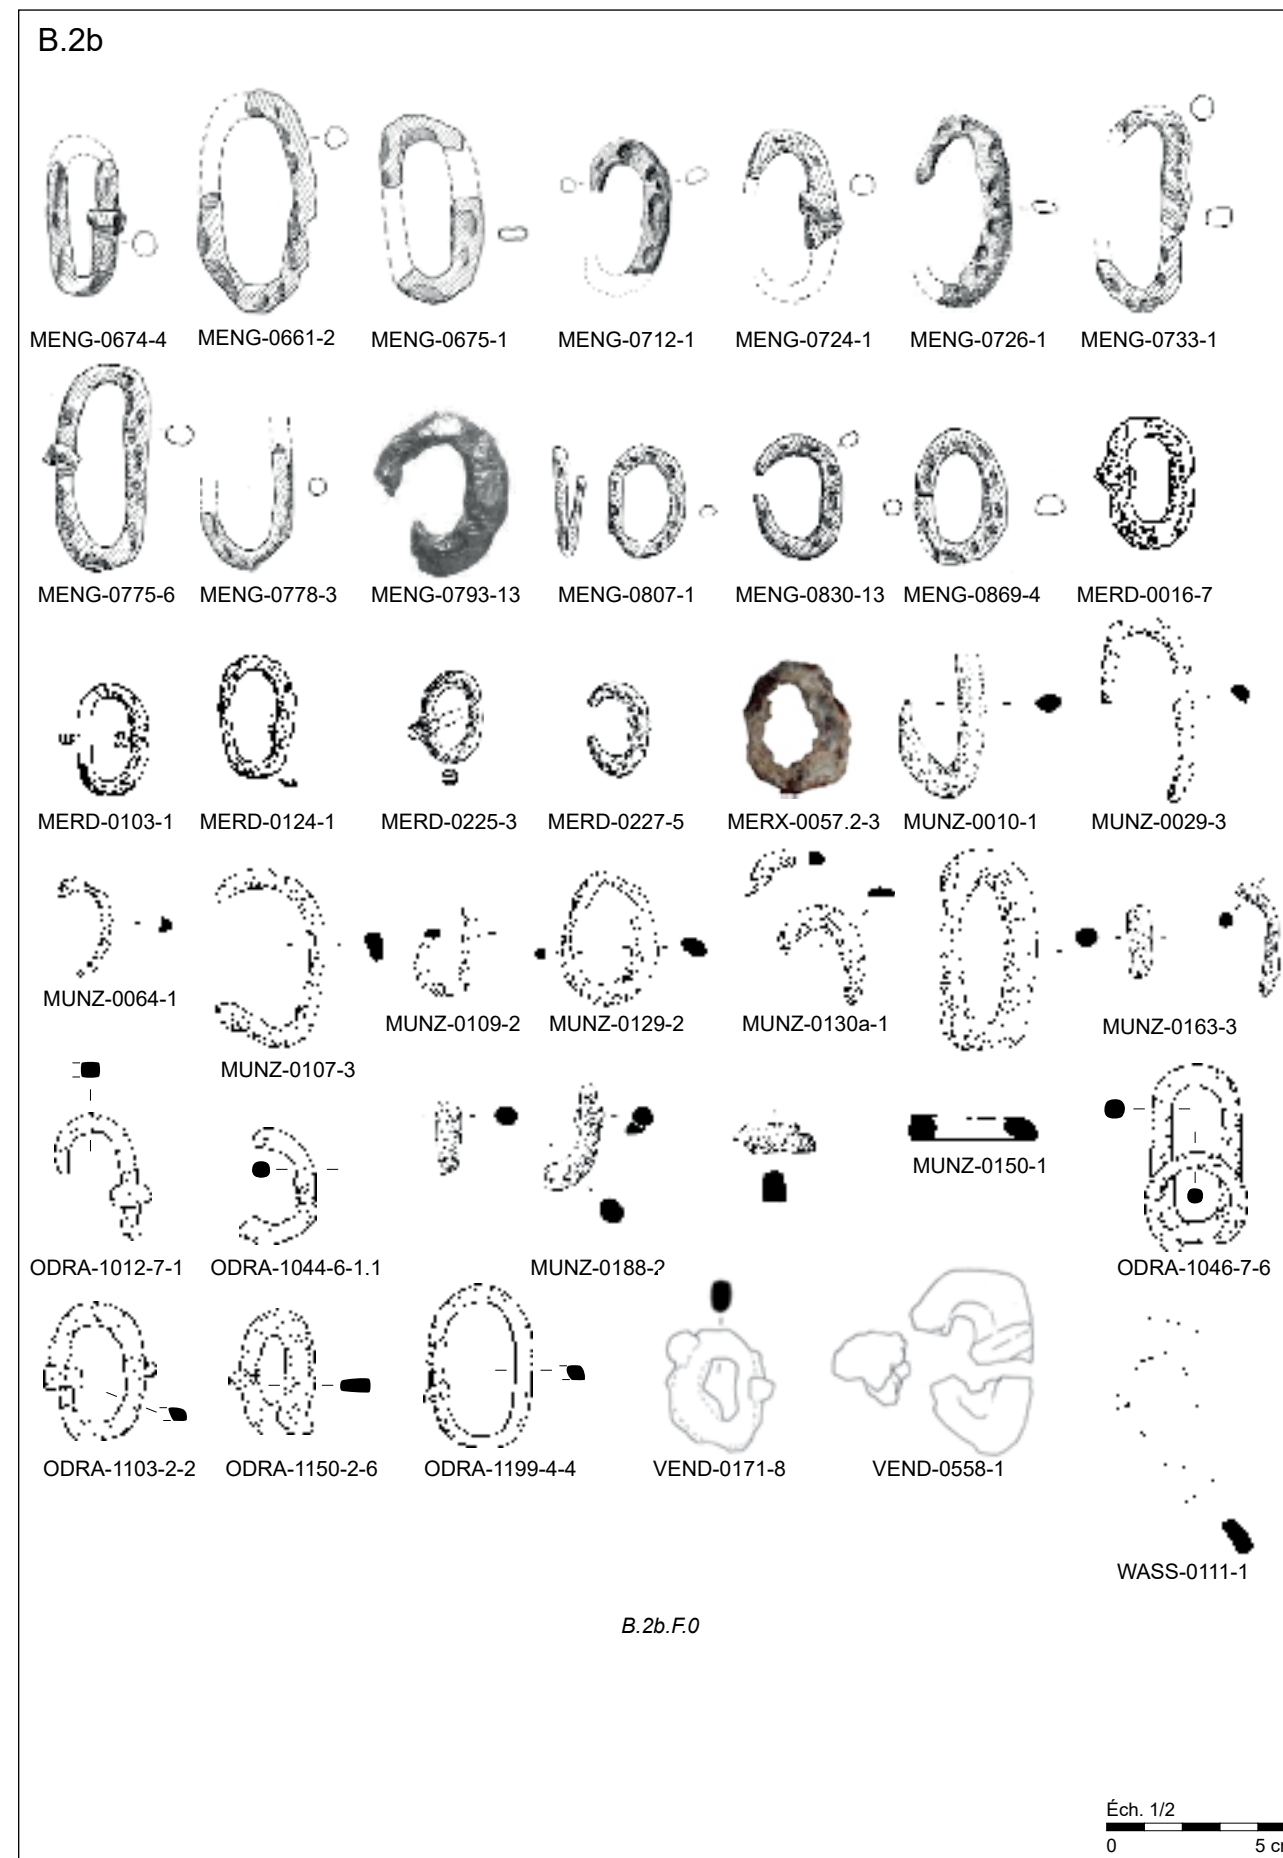 B.2b
MENG-0674-4 MENG-0661-2 MENG-0675-1 MENG-0712-1 MENG-0724-1 MENG-0726-1 MENG-0733-1
MENG-0775-6 MENG-0778-3 MENG-0793-13 MENG-0807-1 MENG-0830-13 MENG-0869-4 MERD-0016-7
MERD-0103-1 MERD-0124-1 MERD-0225-3 MERD-0227-5 MERX-0057.2-3 MUNZ-0010-1 MUNZ-0029-3
MUNZ-0064-1 MUNZ-0107-3 MUNZ-0109-2 MUNZ-0129-2 MUNZ-0130a-1 MUNZ-0163-3
MUNZ-0150-1
ODRA-1012-7-1 ODRA-1044-6-1.1 MUNZ-0188-2 ODRA-1046-7-6
ODRA-1103-2-2 ODRA-1150-2-6 ODRA-1199-4-4 VEND-0171-8 VEND-0558-1
WASS-0111-1
B.2b.F.0
Éch. 1/2
0 5 c